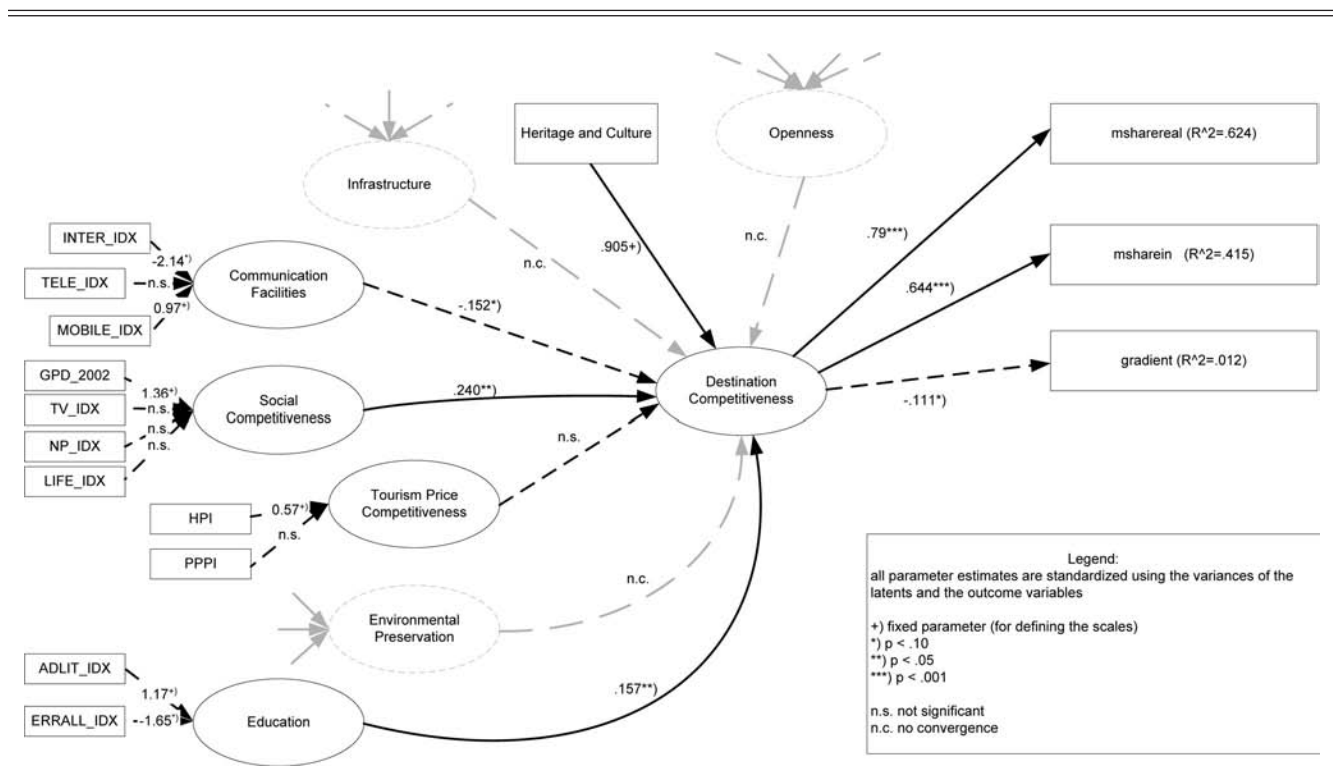 Heritage and Culture
Openness
msharereal (R^2=.624)
Infrastructure
INTER_IDX
-2.14*)
TELE_IDX
n.s.
MOBILE_IDX
0.97+)
Communication
Facilities
.905+)
n.c.
n.c.
.79***)
msharein (R^2=.415)
.644***)
-.152*)
GPD_2002
1.36+)
TV_IDX
n.s.
NP_IDX
n.s.
LIFE_IDX
n.s.
Social
Competitiveness
.240**)
Destination
Competitiveness
gradient (R^2=.012)
-.111*)
n.s.
HPI
0.57+)
PPPI
n.s.
Tourism Price
Competitiveness
n.c.
Environmental
Preservation
ADLIT_IDX
1.17+)
ERRALL_IDX
-1.65*)
Education
.157**)
Legend:
all parameter estimates are standardized using the variances of the
latents and the outcome variables
+) fixed parameter (for defining the scales)
*) p < .10
**) p < .05
***) p < .001
n.s. not significant
n.c. no convergence